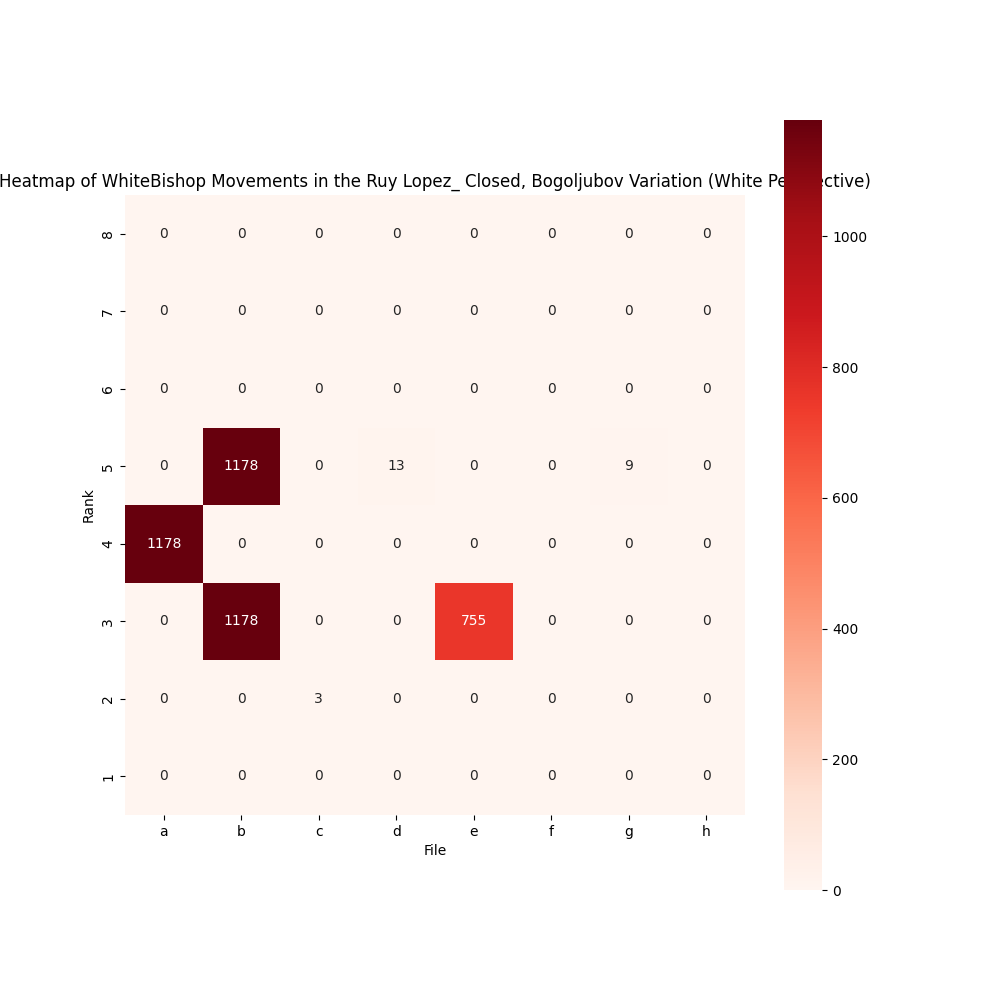 Heatmap of WhiteBishop Movements in the Ruy Lopez_ Closed, Bogoljubov Variation (White Pe ective)
8 0 0 0 0 0 0 0 0
7 0 0 0 0 0 0 0 0
6 0 0 0 0 0 0 0 0
5 0 1178 0 13 0 0 9 0
4 1178 0 0 0 0 0 0 0
3 0 1178 0 0 755 0 0 0
2 0 0 3 0 0 0 0 0
1 0 0 0 0 0 0 0 0
a b c d e f g h
File
Rank
1000
800
600
400
200
0